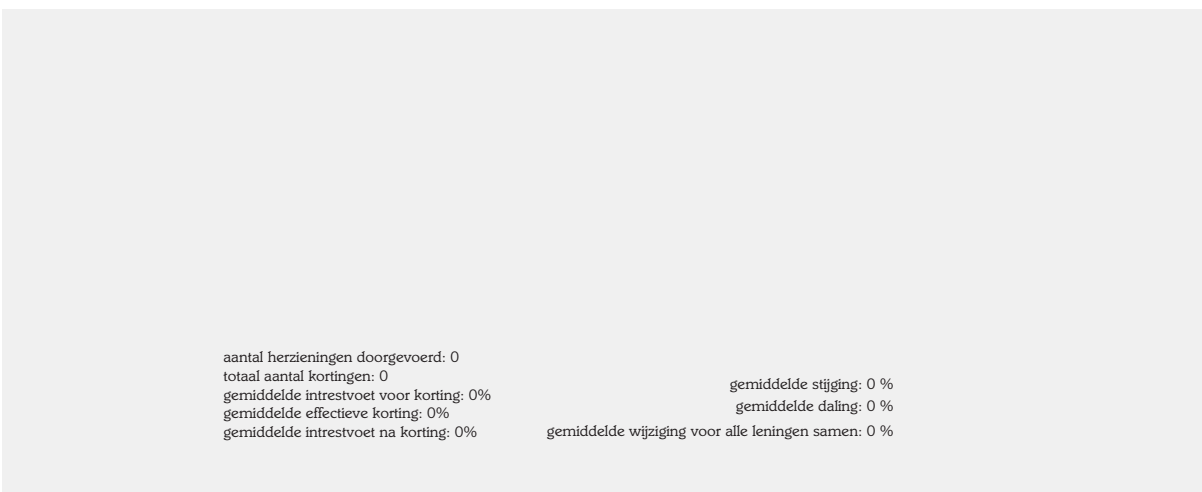 aantal herzieningen doorgevoerd: 0
totaal aantal kortingen: 0
gemiddelde intrestvoet voor korting: 0%
gemiddelde effectieve korting: 0%
gemiddelde intrestvoet na korting: 0%
gemiddelde stijging: 0 %
gemiddelde daling: 0 %
gemiddelde wijziging voor alle leningen samen: 0 %